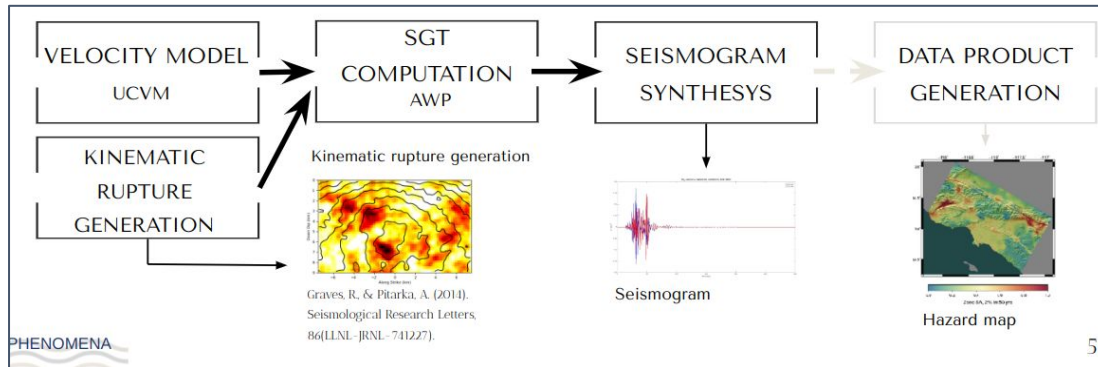 VELOCITY MODEL
UCVM
SGT
COMPUTATION
AWP
SEISMOGRAM
SYNTHESYS
DATA PRODUCT
GENERATION
KINEMATIC
RUPTURE
GENERATION
Kinematic rupture generation
Graves, R., & Pitarka, A. (2014).
Seismological Research Letters,
86(LLNL-JRNL-741227).
Seismogram
Hazard map
PHENOMENA
5